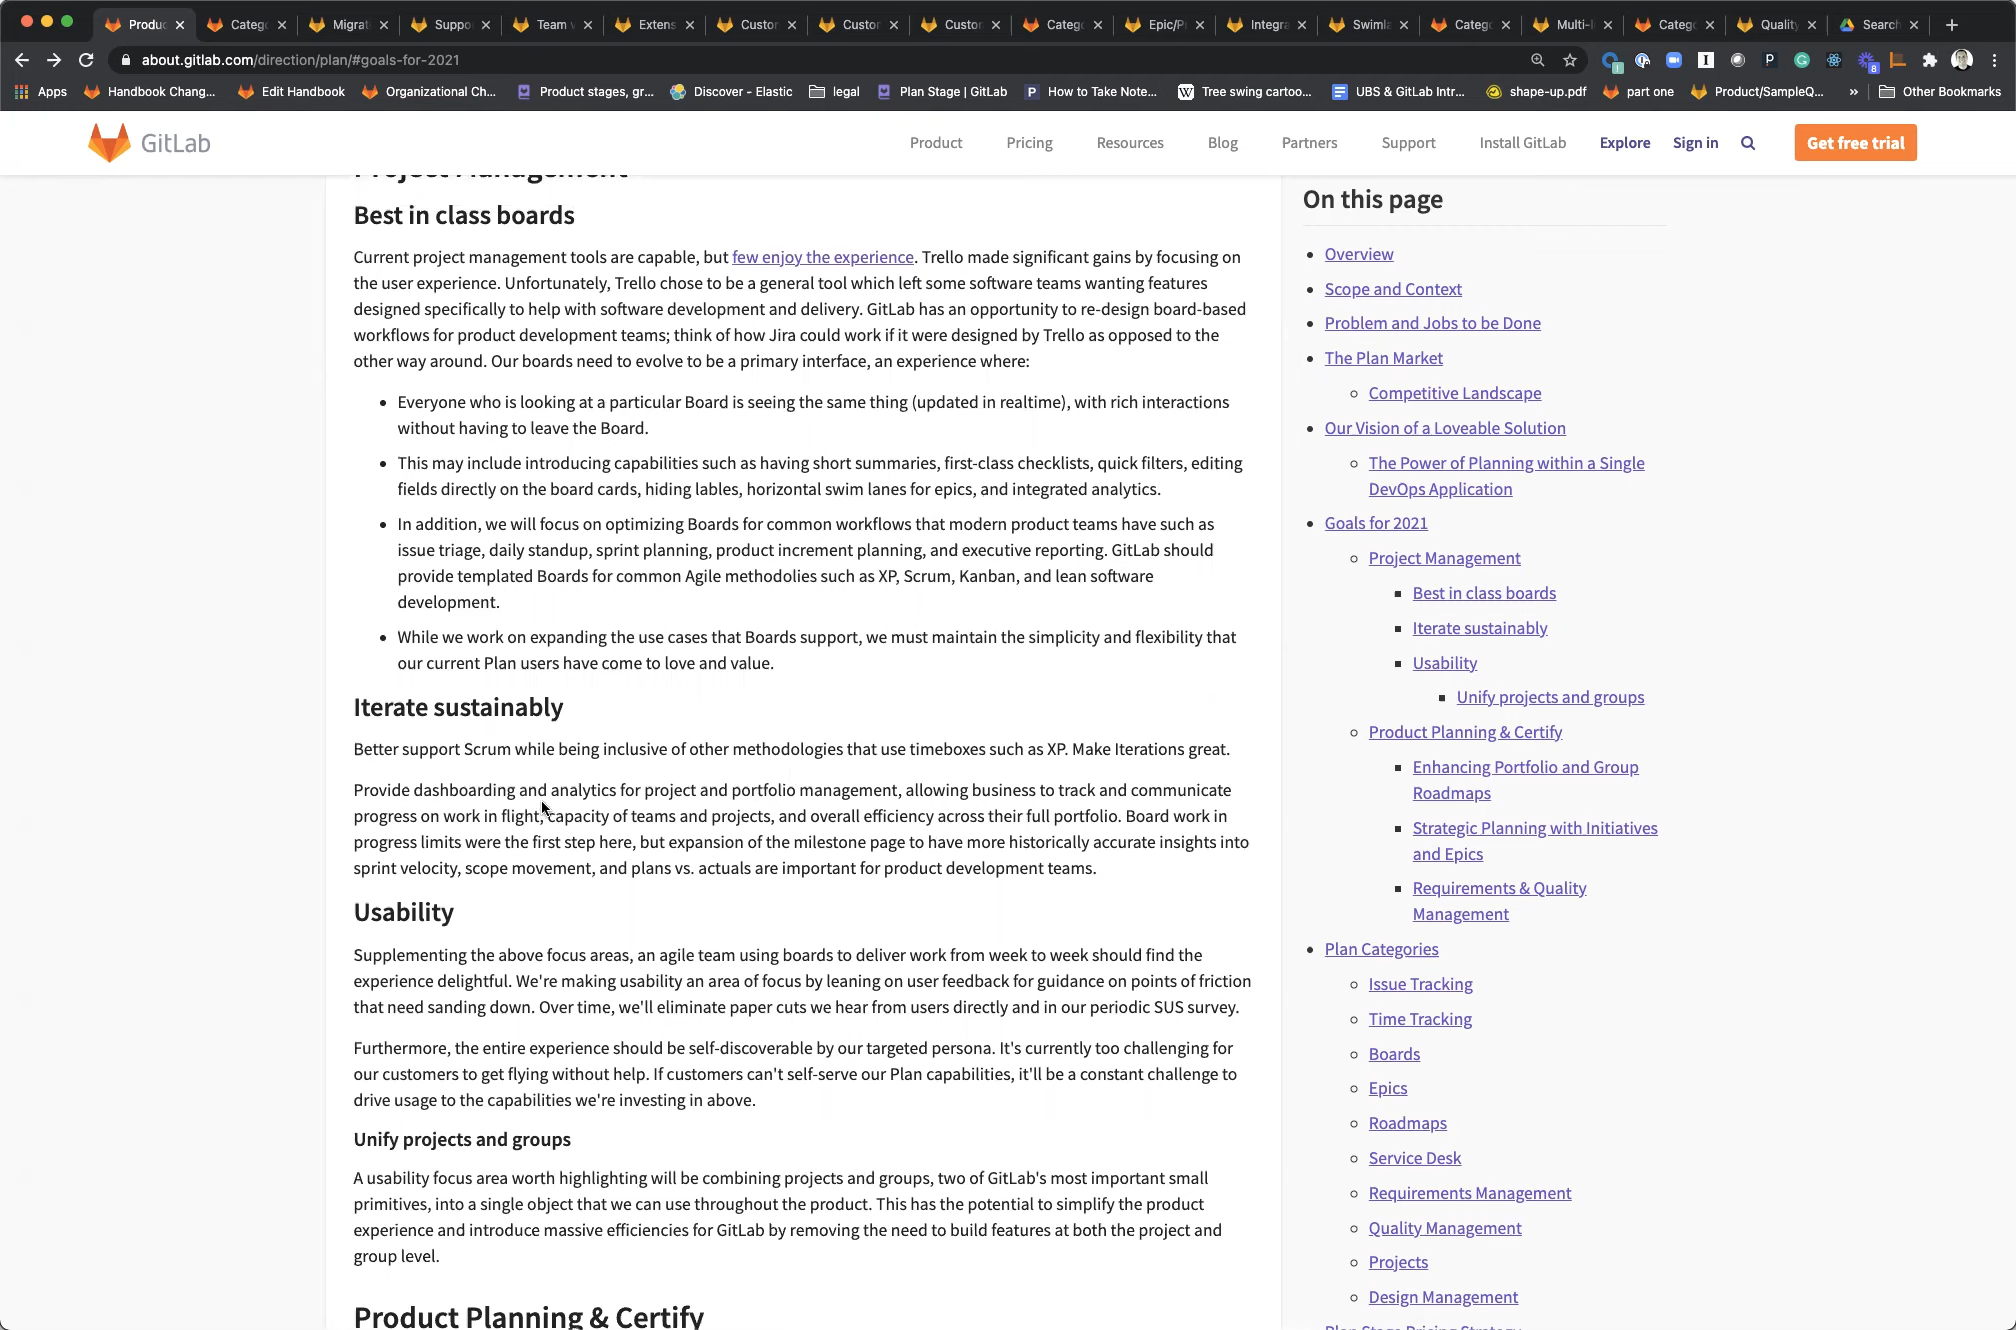 Produc
Catego
Migrat
Suppo
Team v
Extens
Custor
Custor
Custor
Catego
Epic/P
Integra
Swimla
Catego
Multi-l
Catego
Quality
Search
about.gitlab.com/direction/plan/#goals-for-2021
Apps
Handbook Chang...
Edit Handbook
Organizational Ch...
Product stages, gr...
Discover - Elastic
legal
Plan Stage | GitLab
How to Take Note...
Tree swing cartoo...
UBS & GitLab Intr...
shape-up.pdf
part one
Product/SampleQ...
»
Other Bookmarks
GitLab
Product
Pricing
Resources
Blog
Partners
Support
Install GitLab
Explore
Sign in
Get free trial
Project Management
Best in class boards
Current project management tools are capable, but few enjoy the experience. Trello made significant gains by focusing on
the user experience. Unfortunately, Trello chose to be a general tool which left some software teams wanting features
designed specifically to help with software development and delivery. GitLab has an opportunity to re-design board-based
workflows for product development teams; think of how Jira could work if it were designed by Trello as opposed to the
other way around. Our boards need to evolve to be a primary interface, an experience where:
Everyone who is looking at a particular Board is seeing the same thing (updated in realtime), with rich interactions
without having to leave the Board.
This may include introducing capabilities such as having short summaries, first-class checklists, quick filters, editing
fields directly on the board cards, hiding lables, horizontal swim lanes for epics, and integrated analytics.
In addition, we will focus on optimizing Boards for common workflows that modern product teams have such as
issue triage, daily standup, sprint planning, product increment planning, and executive reporting. GitLab should
provide templated Boards for common Agile methodolies such as XP, Scrum, Kanban, and lean software
development.
While we work on expanding the use cases that Boards support, we must maintain the simplicity and flexibility that
our current Plan users have come to love and value.
Iterate sustainably
Better support Scrum while being inclusive of other methodologies that use timeboxes such as XP. Make Iterations great.
Provide dashboarding and analytics for project and portfolio management, allowing business to track and communicate
progress on work in flight, capacity of teams and projects, and overall efficiency across their full portfolio. Board work in
progress limits were the first step here, but expansion of the milestone page to have more historically accurate insights into
sprint velocity, scope movement, and plans vs. actuals are important for product development teams.
Usability
Supplementing the above focus areas, an agile team using boards to deliver work from week to week should find the
experience delightful. We're making usability an area of focus by leaning on user feedback for guidance on points of friction
that need sanding down. Over time, we'll eliminate paper cuts we hear from users directly and in our periodic SUS survey.
Furthermore, the entire experience should be self-discoverable by our targeted persona. It's currently too challenging for
our customers to get flying without help. If customers can't self-serve our Plan capabilities, it'll be a constant challenge to
drive usage to the capabilities we're investing in above.
Unify projects and groups
A usability focus area worth highlighting will be combining projects and groups, two of GitLab's most important small
primitives, into a single object that we can use throughout the product. This has the potential to simplify the product
experience and introduce massive efficiencies for GitLab by removing the need to build features at both the project and
group level.
Product Planning & Certify
On this page
Overview
Scope and Context
Problem and Jobs to be Done
The Plan Market
Competitive Landscape
Our Vision of a Loveable Solution
The Power of Planning within a Single
DevOps Application
Goals for 2021
Project Management
Best in class boards
Iterate sustainably
Usability
Unify projects and groups
Product Planning & Certify
Enhancing Portfolio and Group
Roadmaps
Strategic Planning with Initiatives
and Epics
Requirements & Quality
Management
Plan Categories
Issue Tracking
Time Tracking
Boards
Epics
Roadmaps
Service Desk
Requirements Management
Quality Management
Projects
Design Management
Plan Stage Pricing Strategy